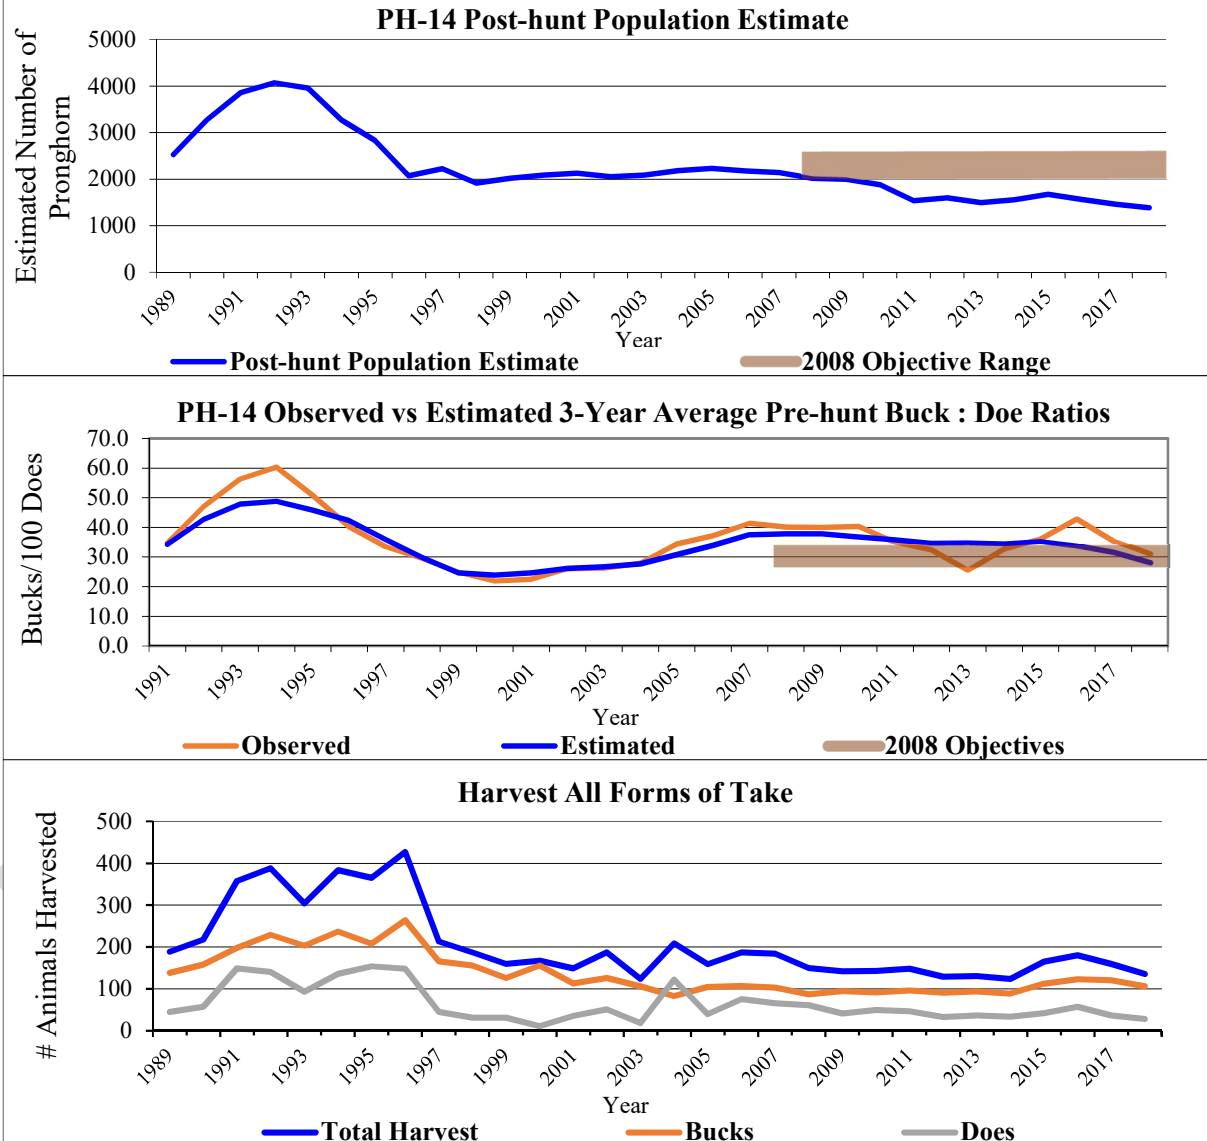 PH-14 Post-hunt Population Estimate
Estimated Number of
Pronghorn
5000
4000
3000
2000
1000
0
1989 1991 1993 1995 1997 1999 2001 2003 2005 2007 2009 2011 2013 2015 2017
Year
Post-hunt Population Estimate 2008 Objective Range
PH-14 Observed vs Estimated 3-Year Average Pre-hunt Buck : Doe Ratios
Bucks/100 Does
70.0
60.0
50.0
40.0
30.0
20.0
10.0
0.0
1991 1993 1995 1997 1999 2001 2003 2005 2007 2009 2011 2013 2015 2017
Year
Observed Estimated 2008 Objectives
Harvest All Forms of Take
# Animals Harvested
500
400
300
200
100
0
1989 1991 1993 1995 1997 1999 2001 2003 2005 2007 2009 2011 2013 2015 2017
Year
Total Harvest Bucks Does